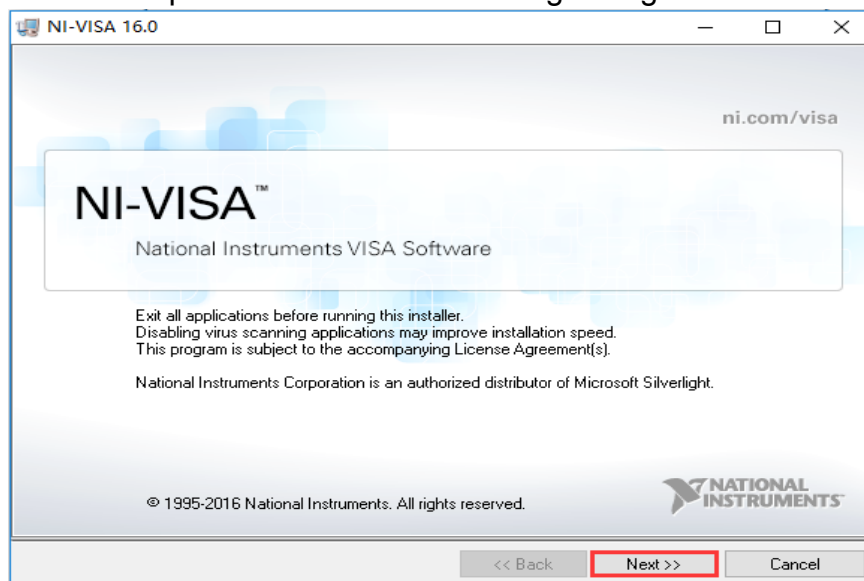 NI-VISA 16.0
ni.com/visa
NI-VISA™
National Instruments VISA Software
Exit all applications before running this installer.
Disabling virus scanning applications may improve installation speed.
This program is subject to the accompanying License Agreement(s).
National Instruments Corporation is an authorized distributor of Microsoft Silverlight.
© 1995-2016 National Instruments. All rights reserved.
NATIONAL
INSTRUMENTS™
<< Back
Next >>
Cancel